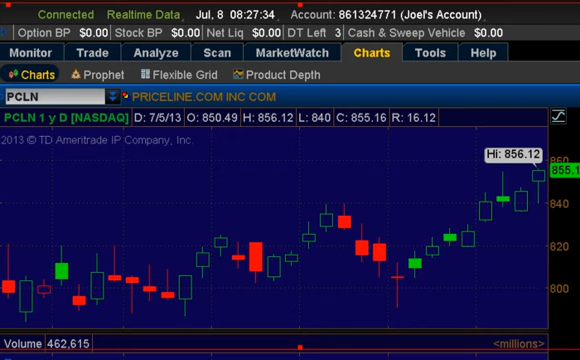 Connected Realtime Data Jul, 8 08:27:34 Account: 861324771 (Joel's Account)
Option BP $0.00 Stock BP $0.00 Net Liq $0.00 DT Left 3 Cash & Sweep Vehicle $0.00
Monitor Trade Analyze Scan MarketWatch Charts Tools Help
Charts Prophet Flexible Grid Product Depth
PCLN PRICELINE.COM INC COM
PCLN 1 y D [NASDAQ] D: 7/5/13 O: 850.49 H: 856.12 L: 840 C: 855.16 R: 16.12
2013 © TD Ameritrade IP Company, Inc.
Hi: 856.12
860
855.1
840
820
800
Volume 462,615 <millions>